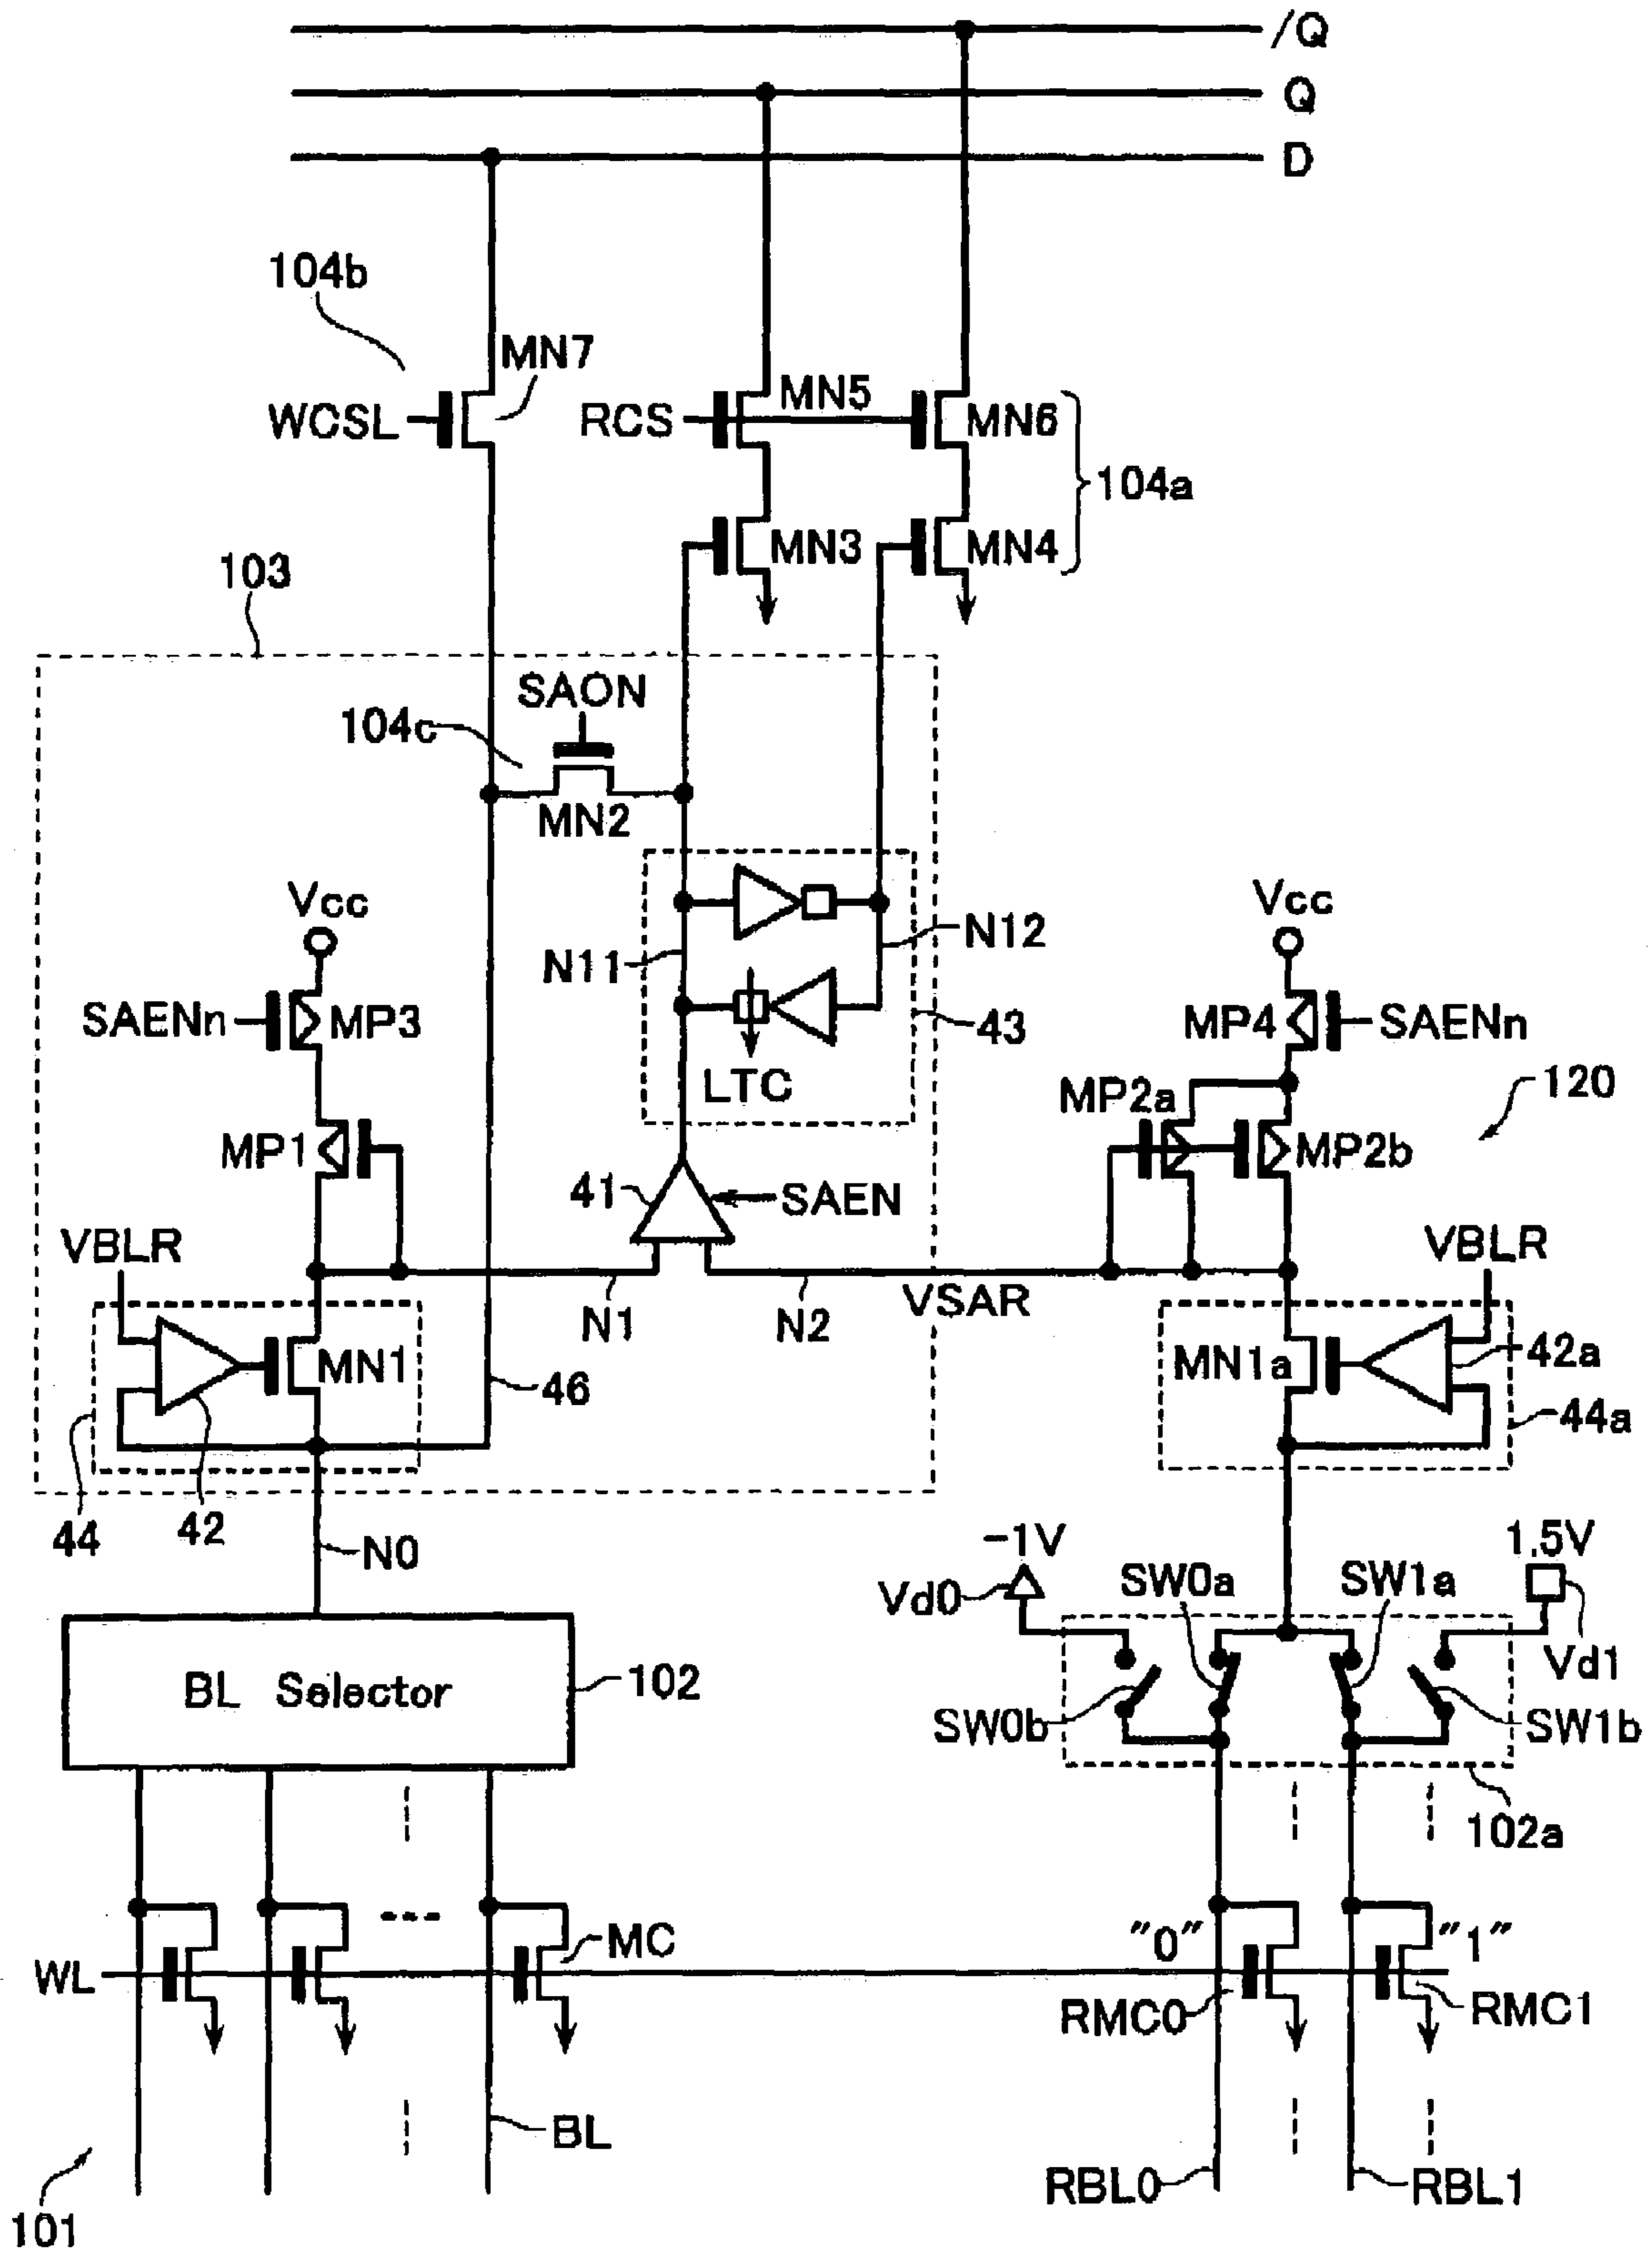 /Q
Q
D
104b
MN7
WCSL
RCS
MN5
MN6
104a
MN3
MN4
103
SAON
104c
MN2
Vcc
Vcc
N11
N12
SAENn
MP3
43
MP4
SAENn
LTC
MP2a
120
MP1
MP2b
41
SAEN
VBLR
VBLR
VSAR
N1
N2
MN1
46
MN1a
42a
44a
44
42
N0
-1V
1.5V
Vd0
SW0a
SW1a
Vd1
BL Selector
102
SW0b
SW1b
102a
MC
"0"
"1"
WL
RMC0
RMC1
BL
RBL0
RBL1
101